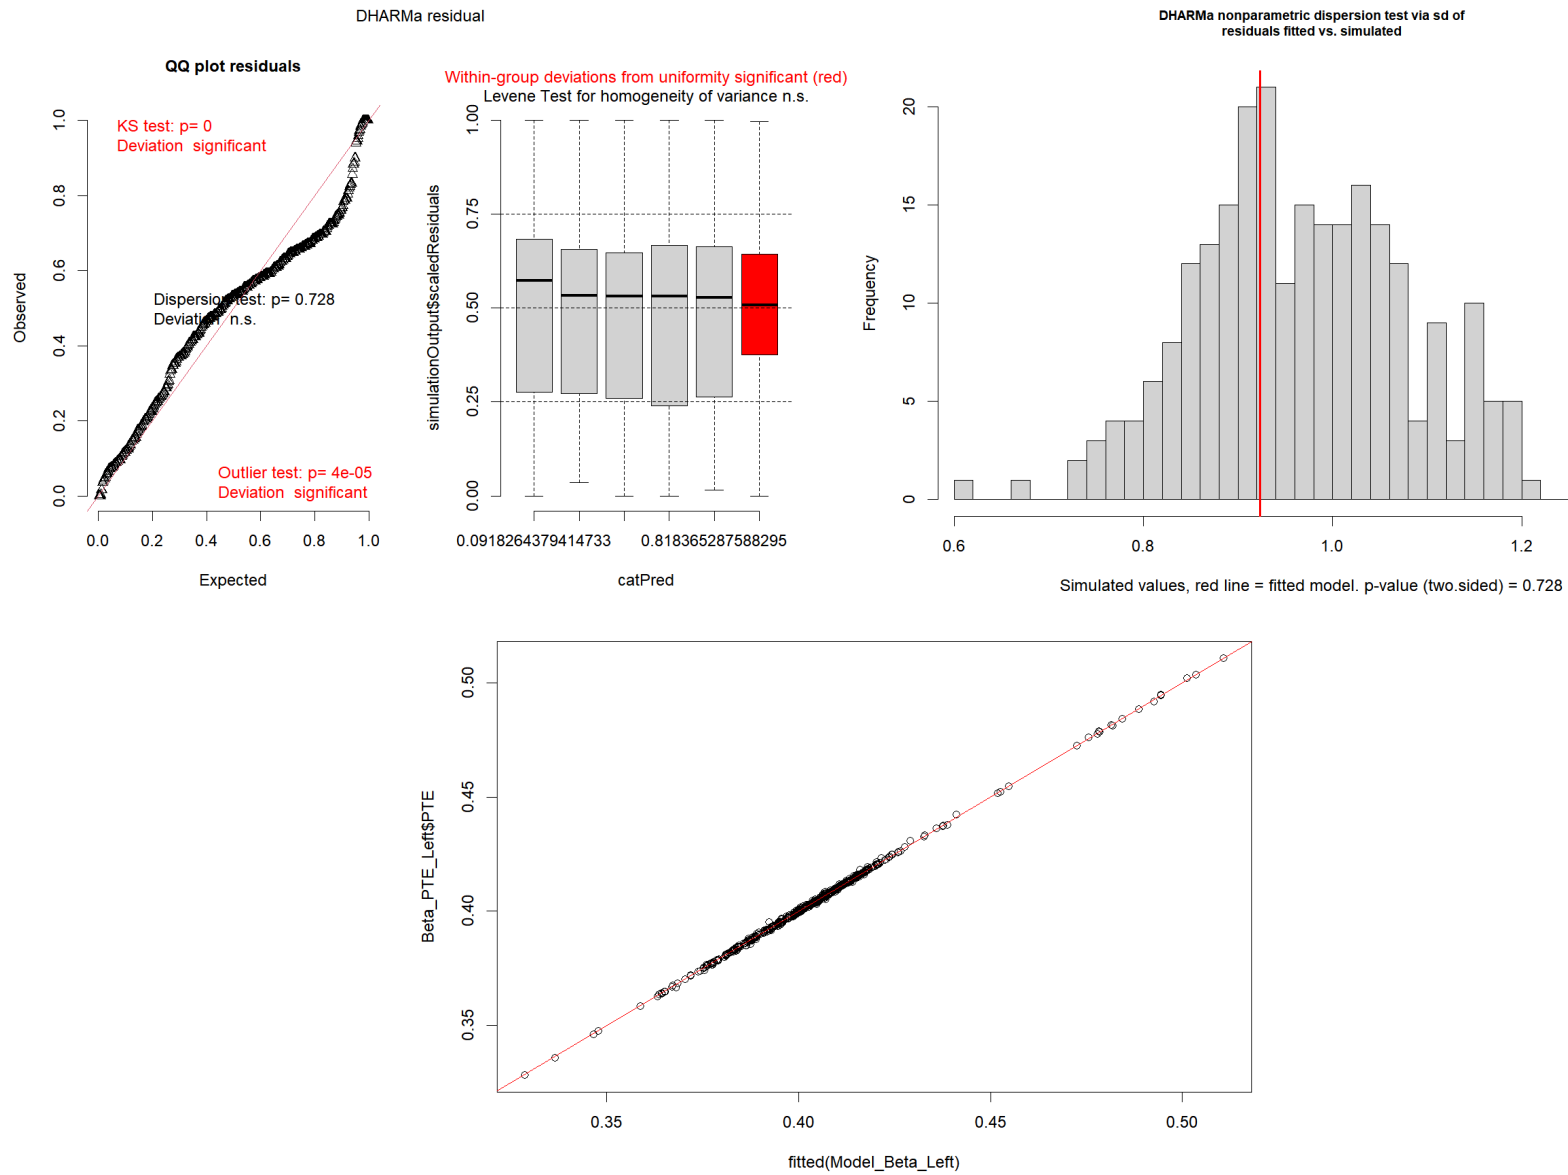 DHARMa residual
QQ plot residuals
KS test: p= 0
Deviation  significant
Dispersion test: p= 0.728
Deviation  n.s.
Outlier test: p= 4e-05
Deviation  significant
Observed
0.0 0.2 0.4 0.6 0.8 1.0
0.0 0.2 0.4 0.6 0.8 1.0
Expected
Within-group deviations from uniformity significant (red)
Levene Test for homogeneity of variance n.s.
simulationOutput$scaledResiduals
0.00 0.25 0.50 0.75 1.00
0.0918264379414733 0.818365287588295
catPred
DHARMa nonparametric dispersion test via sd of
residuals fitted vs. simulated
Frequency
0 5 10 15 20
0.6 0.8 1.0 1.2
Simulated values, red line = fitted model. p-value (two.sided) = 0.728
Beta_PTE_Left$PTE
0.35 0.40 0.45 0.50
0.35 0.40 0.45 0.50
fitted(Model_Beta_Left)